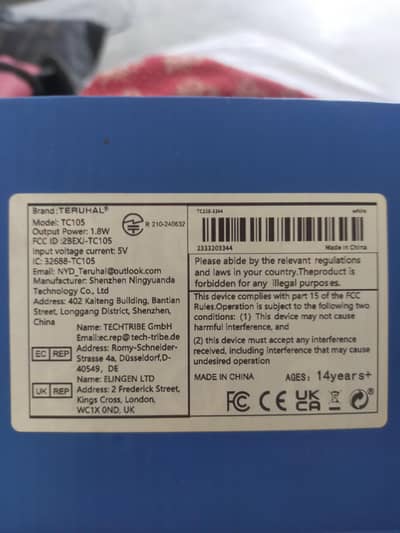 Brand: TERUHAL®
Model: TC105
Output Power: 1.8W
FCC ID :2BEXJ-TC105
Input voltage current: 5V
IC: 32688-TC105
R 210-240632
Email: NYD_Teruhal@outlook.com
Manufacturer: Shenzhen Ningyuanda
Technology Co., Ltd
Address: 402 Kaiteng Building, Bantian
Street, Longgang District, Shenzhen,
China
EC REP
Name: TECHTRIBE GmbH
Email:ec.rep@tech-tribe.de
Address: Romy-Schneider-
Strasse 4a, Düsseldorf,D-
40549, DE
UK REP
Name: ELINGEN LTD
Address: 2 Frederick Street,
Kings Cross, London,
WC1X 0ND, UK
white
2333303344
Made in China
Please abide by the relevant regulations
and laws in your country.Theproduct is
forbidden for any illegal purposes.
This device complies with part 15 of the FCC
Rules.Operation is subject to the following two
conditions: (1) This device may not cause
harmful interference, and
(2) this device must accept any interference
received, including interference that may cause
undesired operation
MADE IN CHINA
AGES: 14years+
FC CE UK CA